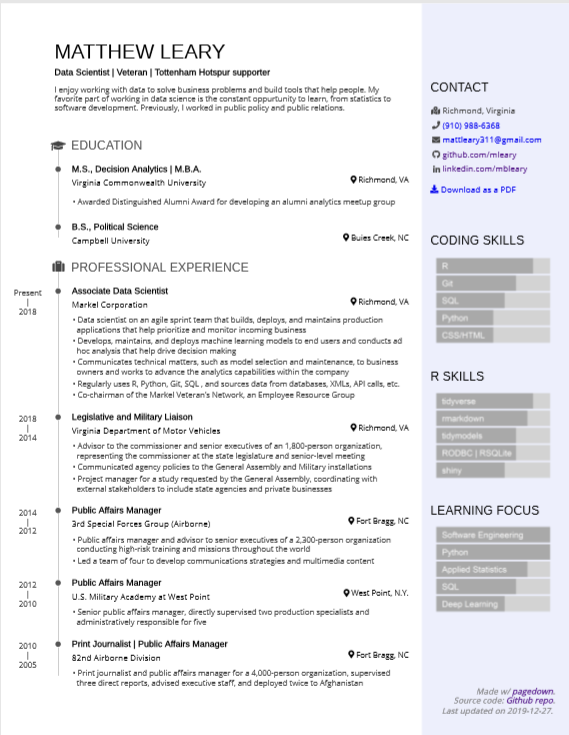 MATTHEW LEARY
Data Scientist | Veteran | Tottenham Hotspur supporter
I enjoy working with data to solve business problems and build tools that help people. My
favorite part of working in data science is the constant opportunity to learn, from statistics to
software development. Previously, I worked in public policy and public relations.
EDUCATION
M.S., Decision Analytics | M.B.A.
Virginia Commonwealth University
Richmond, VA
• Awarded Distinguished Alumni Award for developing an alumni analytics meetup group
B.S., Political Science
Campbell University
Buies Creek, NC
PROFESSIONAL EXPERIENCE
Present
|
2018
Associate Data Scientist
Markel Corporation
Richmond, VA
• Data scientist on an agile sprint team that builds, deploys, and maintains production
applications that help prioritize and monitor incoming business
• Develops, maintains, and deploys machine learning models to end users and conducts ad
hoc analysis that help drive decision making
• Communicates technical matters, such as model selection and maintenance, to business
owners and works to advance the analytics capabilities within the company
• Regularly uses R, Python, Git, SQL , and sources data from databases, XMLs, API calls, etc.
• Co-chairman of the Markel Veteran's Network, an Employee Resource Group
2018
|
2014
Legislative and Military Liaison
Virginia Department of Motor Vehicles
Richmond, VA
• Advisor to the commissioner and senior executives of an 1,800-person organization,
representing the commissioner at the state legislature and senior-level meeting
• Communicated agency policies to the General Assembly and Military installations
• Project manager for a study requested by the General Assembly, coordinating with
external stakeholders to include state agencies and private businesses
2014
|
2012
Public Affairs Manager
3rd Special Forces Group (Airborne)
Fort Bragg, NC
• Public affairs manager and advisor to senior executives of a 2,300-person organization
conducting high-risk training and missions throughout the world
• Led a team of four to develop communications strategies and multimedia content
2012
|
2010
Public Affairs Manager
U.S. Military Academy at West Point
West Point, N.Y.
• Senior public affairs manager, directly supervised two production specialists and
administratively responsible for five
2010
|
2005
Print Journalist | Public Affairs Manager
82nd Airborne Division
Fort Bragg, NC
• Print journalist and public affairs manager for a 4,000-person organization, supervised
three direct reports, advised executive staff, and deployed twice to Afghanistan
CONTACT
Richmond, Virginia
(910) 988-6368
mattleary311@gmail.com
github.com/mleary
linkedin.com/mbleary
Download as a PDF
CODING SKILLS
R
Git
SQL
Python
CSS/HTML
R SKILLS
tidyverse
rmarkdown
tidymodels
RODBC | RSQLite
shiny
LEARNING FOCUS
Software Engineering
Python
Applied Statistics
SQL
Deep Learning
Made w/ pagedown.
Source code: Github repo.
Last updated on 2019-12-27.